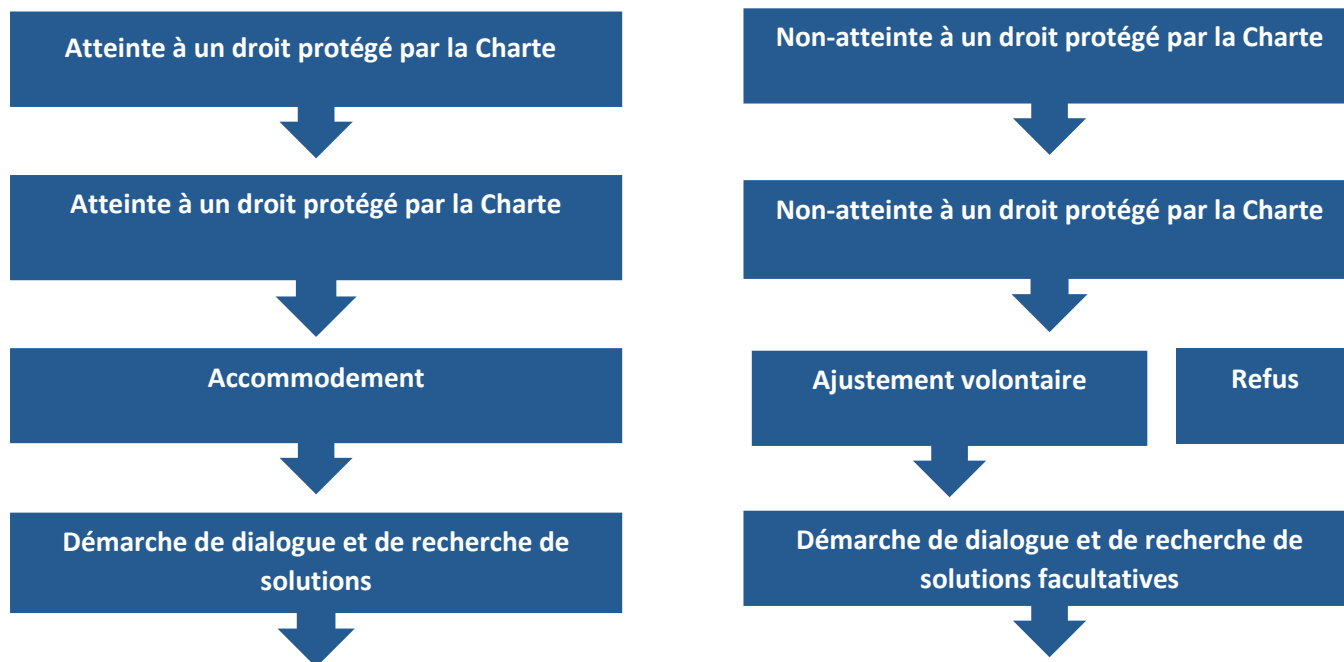 Atteinte à un droit protégé par la Charte
Non-atteinte à un droit protégé par la Charte
Atteinte à un droit protégé par la Charte
Non-atteinte à un droit protégé par la Charte
Accommodement
Ajustement volontaire
Refus
Démarche de dialogue et de recherche de
solutions
Démarche de dialogue et de recherche de
solutions facultatives